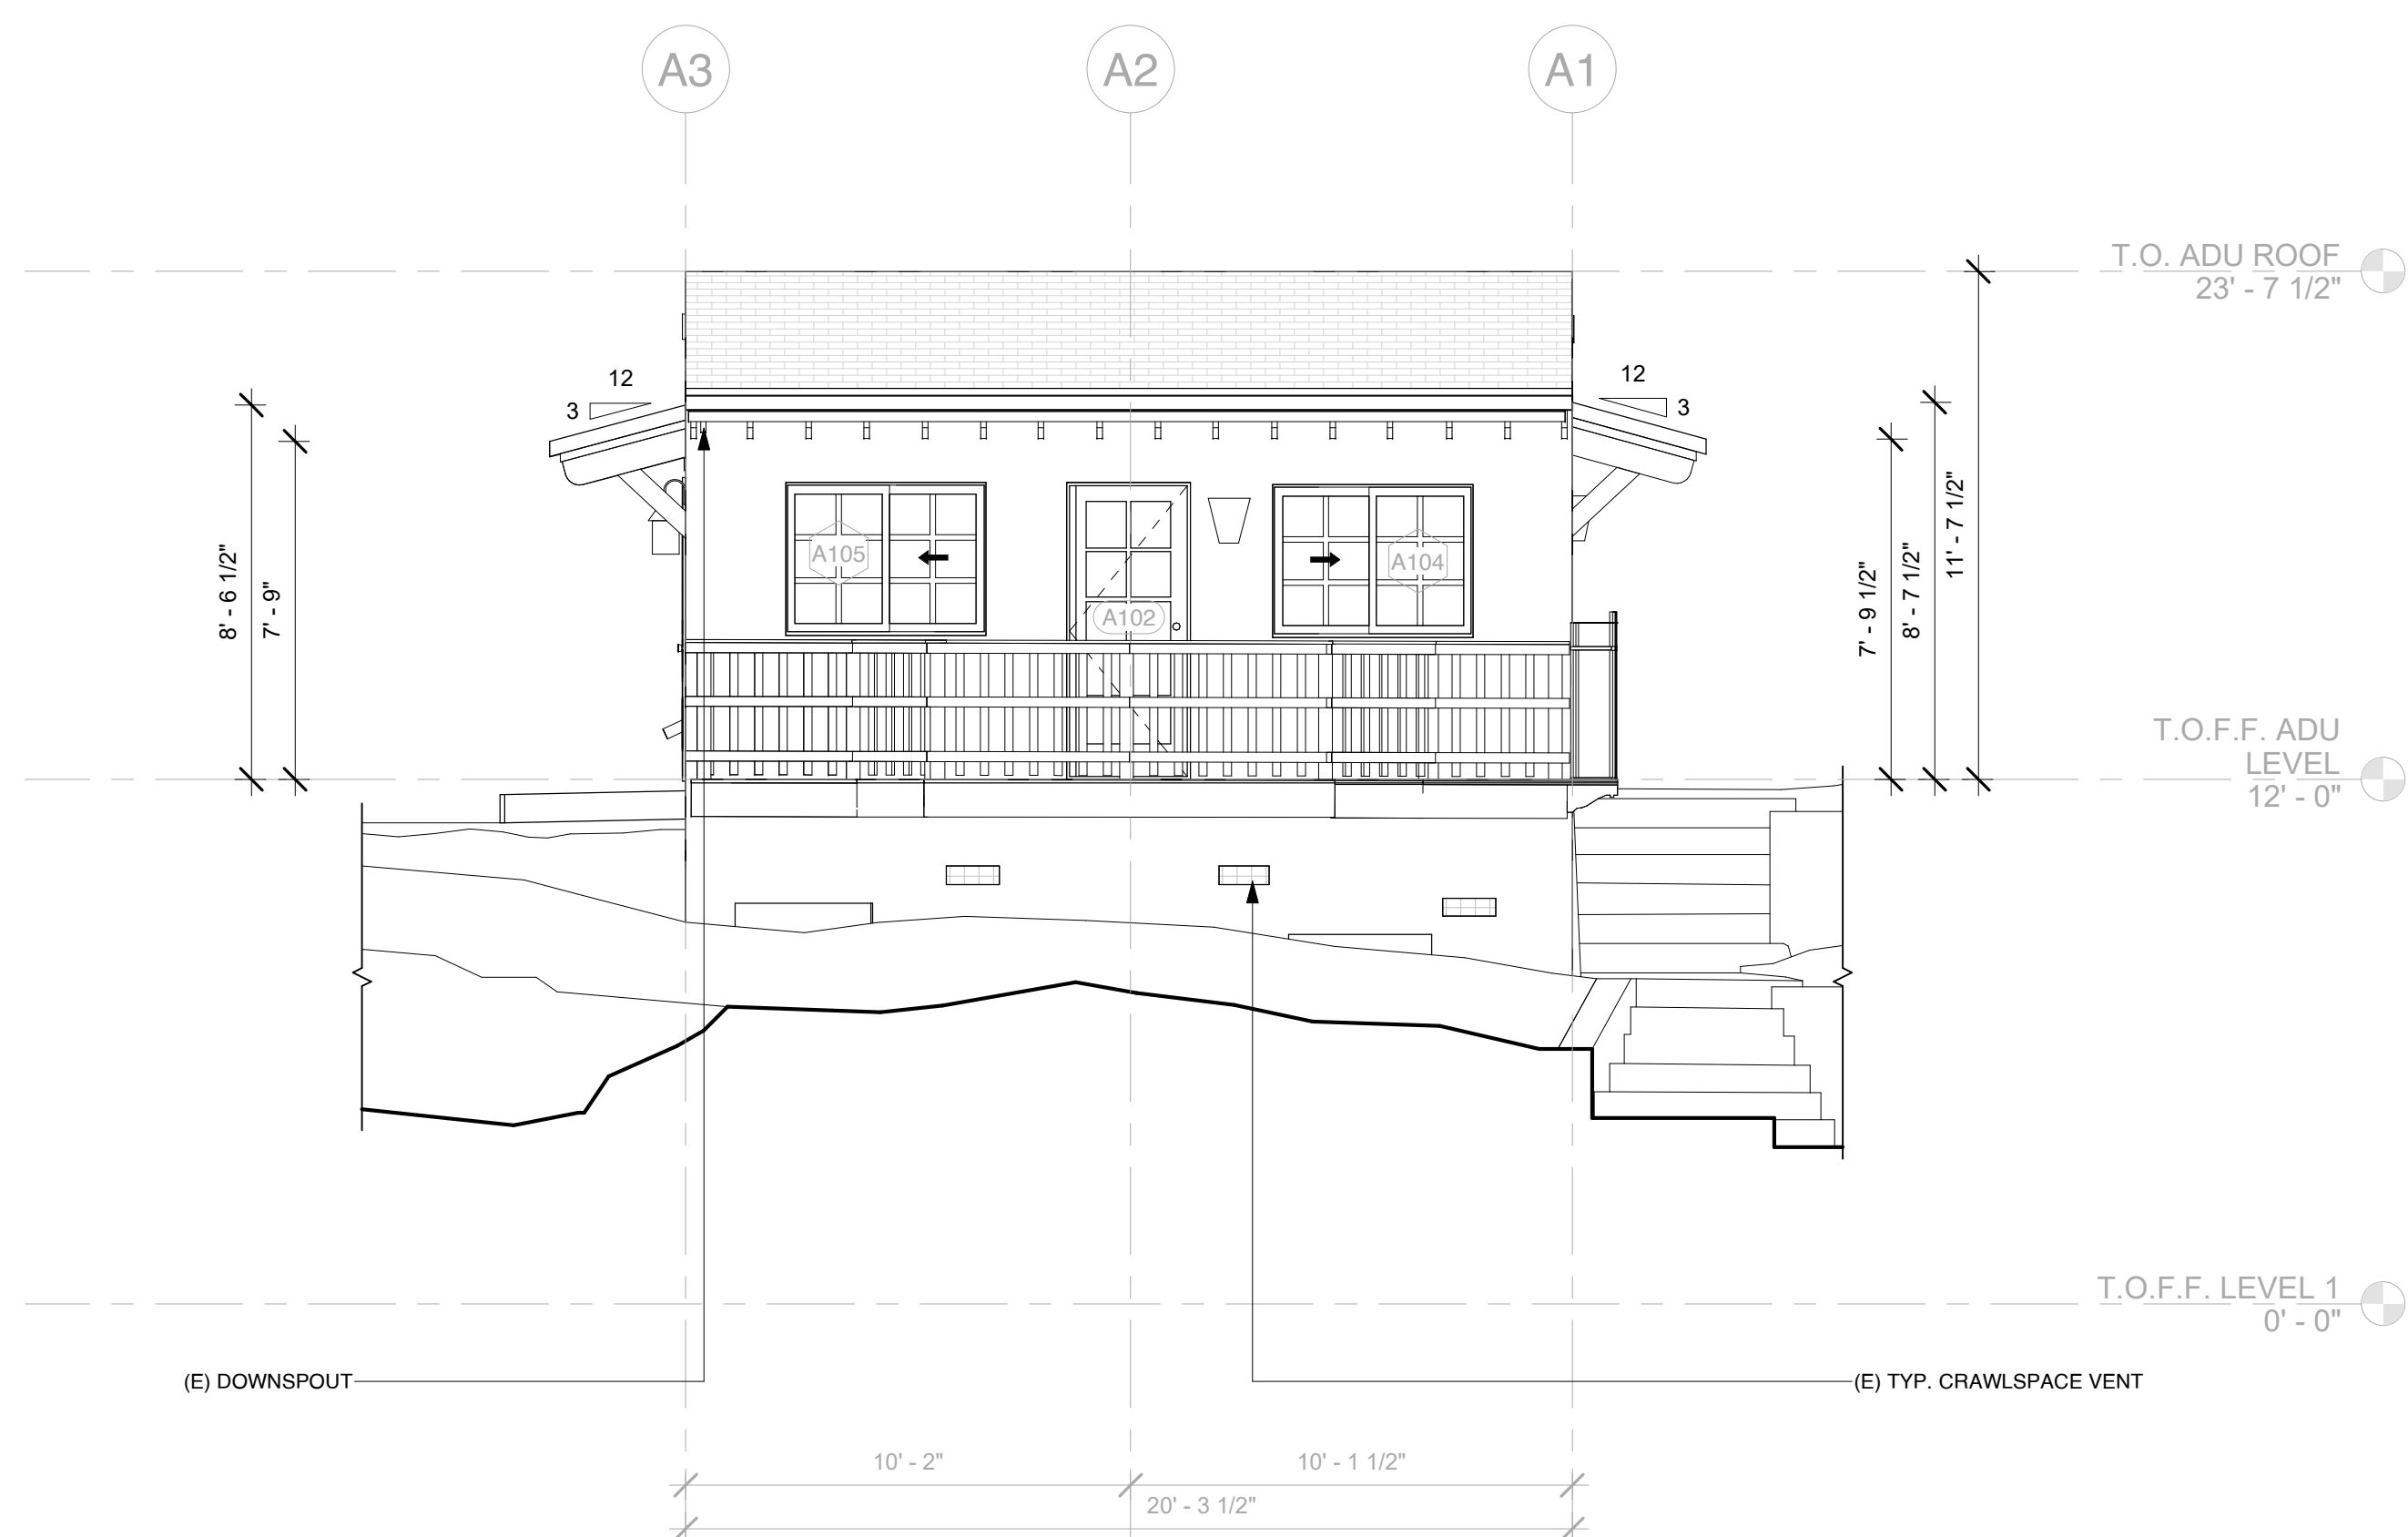 A3
A2
A1
T.O. ADU ROOF
23' - 7 1/2"
12
3
12
3
8' - 6 1/2"
7' - 9"
7' - 9 1/2"
8' - 7 1/2"
11' - 7 1/2"
A105
A102
A104
T.O.F.F. ADU
LEVEL
12' - 0"
T.O.F.F. LEVEL 1
0' - 0"
(E) DOWNSPOUT
(E) TYP. CRAWLSPACE VENT
10' - 2"
10' - 1 1/2"
20' - 3 1/2"